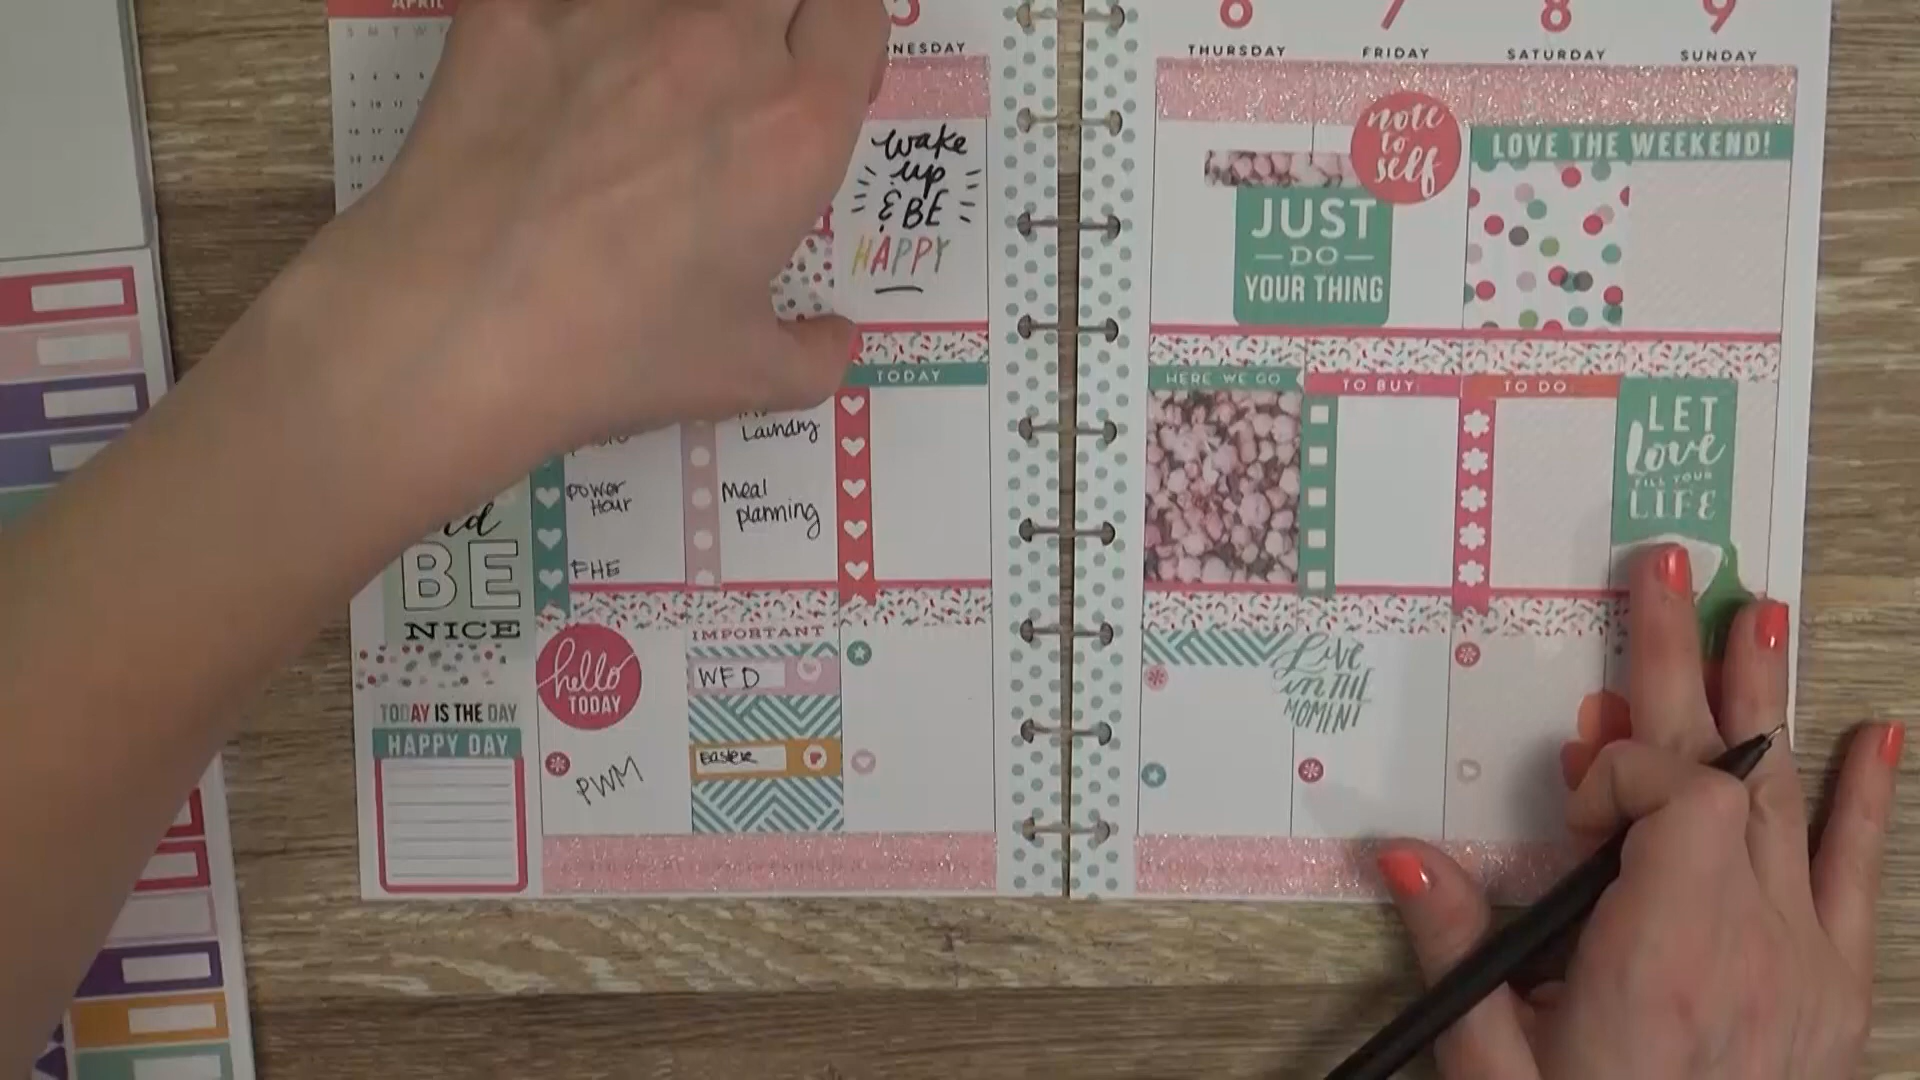 APRIL
5
NESDAY
6
THURSDAY
7
FRIDAY
8
SATURDAY
9
SUNDAY
wake
up
& BE
HAPPY
note
to
self
JUST
DO
YOUR THING
LOVE THE WEEKEND!
TODAY
HERE WE GO
TO BUY:
TO DO:
Laundry
Meal
planning
power
Hour
FHE
LET
Love
FILL YOUR
LIFE
BE
NICE
TODAY IS THE DAY
HAPPY DAY
hello
TODAY
PWM
IMPORTANT
WFD
Easter
Live
in THE
MOMENT